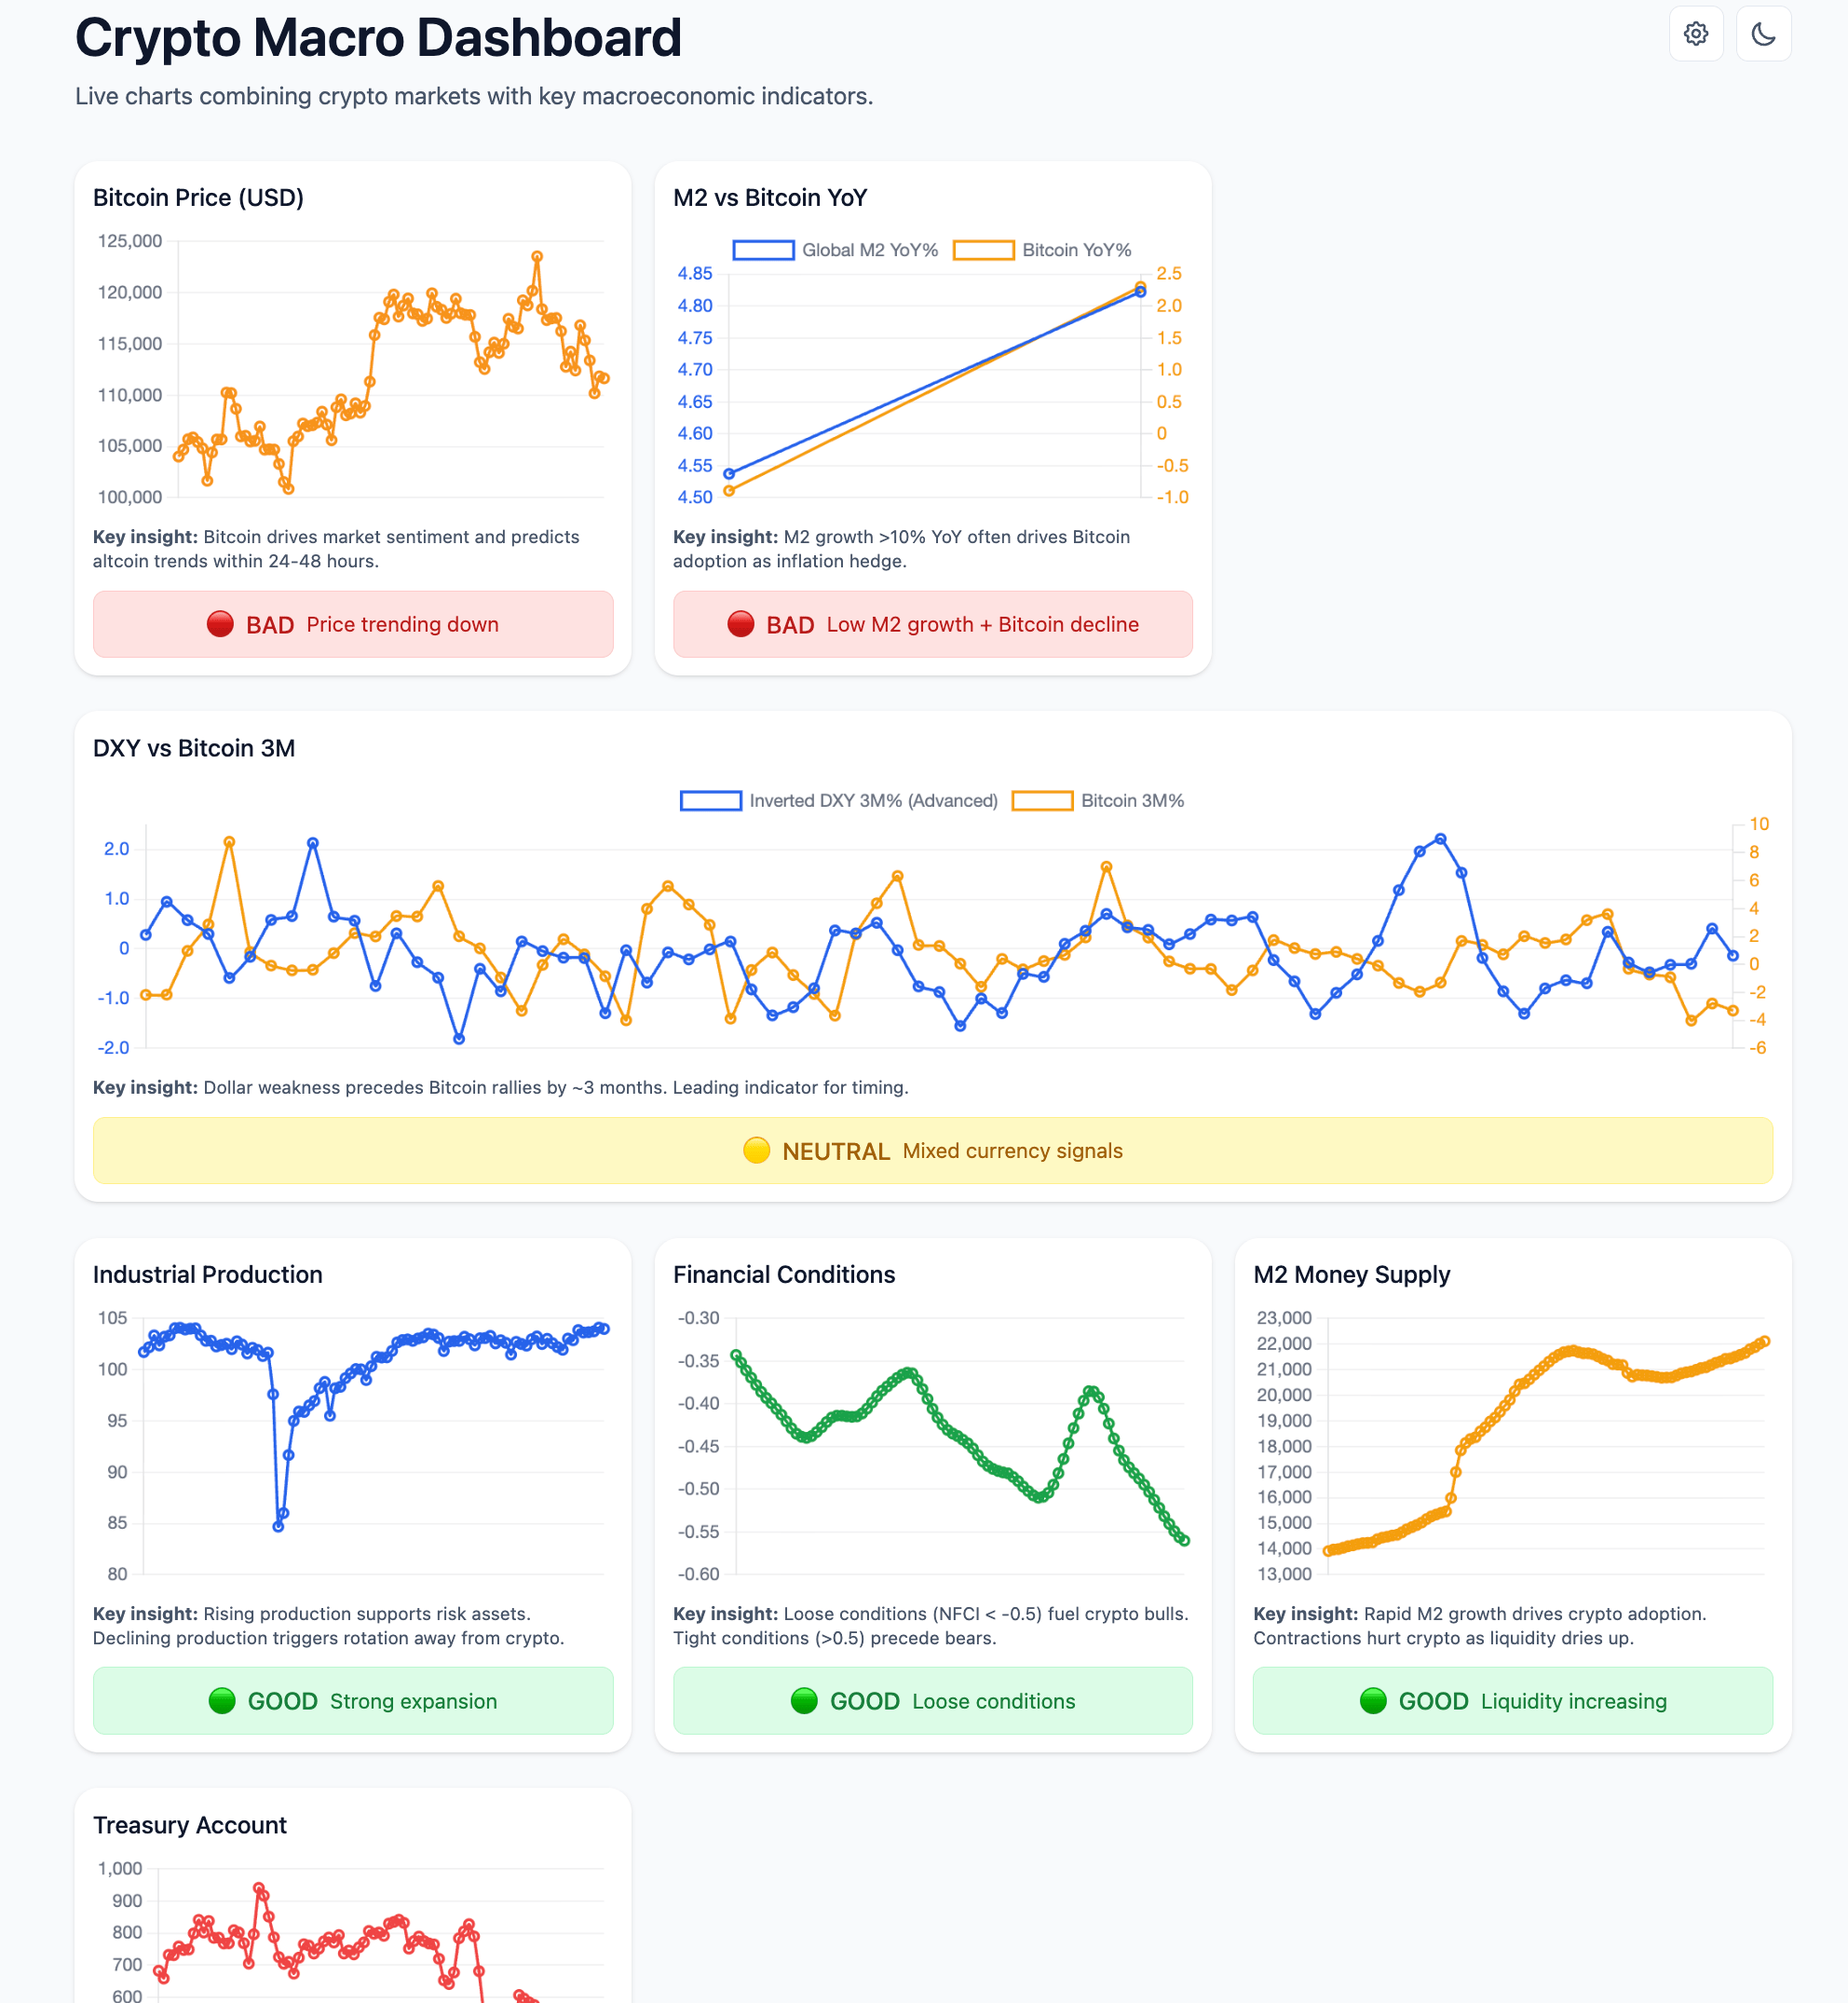 Crypto Macro Dashboard
Live charts combining crypto markets with key macroeconomic indicators.
Bitcoin Price (USD)
125,000
120,000
115,000
110,000
105,000
100,000
Key insight: Bitcoin drives market sentiment and predicts
altcoin trends within 24-48 hours.
BAD Price trending down
M2 vs Bitcoin YoY
Global M2 YoY% Bitcoin YoY%
4.85 2.5
4.80 2.0
4.75 1.5
4.70 1.0
4.65 0.5
4.60 0
4.55 -0.5
4.50 -1.0
Key insight: M2 growth >10% YoY often drives Bitcoin
adoption as inflation hedge.
BAD Low M2 growth + Bitcoin decline
DXY vs Bitcoin 3M
Inverted DXY 3M% (Advanced) Bitcoin 3M%
2.0
1.0
0
-1.0
-2.0
10
8
6
4
2
0
-2
-4
-6
Key insight: Dollar weakness precedes Bitcoin rallies by ~3 months. Leading indicator for timing.
NEUTRAL Mixed currency signals
Industrial Production
105
100
95
90
85
80
Key insight: Rising production supports risk assets.
Declining production triggers rotation away from crypto.
GOOD Strong expansion
Financial Conditions
-0.30
-0.35
-0.40
-0.45
-0.50
-0.55
-0.60
Key insight: Loose conditions (NFCI < -0.5) fuel crypto bulls.
Tight conditions (>0.5) precede bears.
GOOD Loose conditions
M2 Money Supply
23,000
22,000
21,000
20,000
19,000
18,000
17,000
16,000
15,000
14,000
13,000
Key insight: Rapid M2 growth drives crypto adoption.
Contractions hurt crypto as liquidity dries up.
GOOD Liquidity increasing
Treasury Account
1,000
900
800
700
600